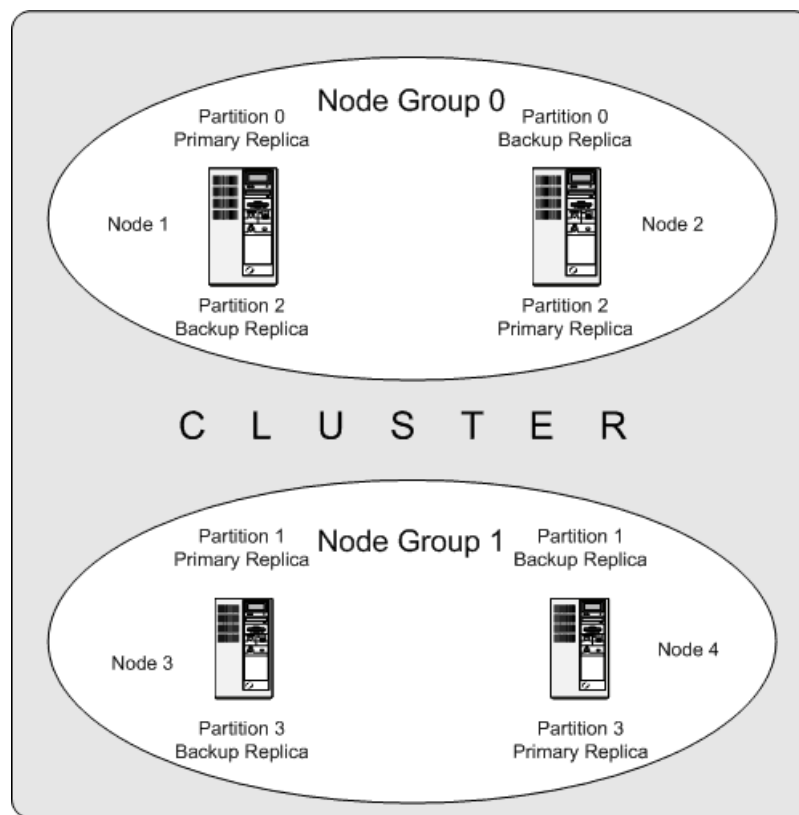 Node Group 0
Partition 0
Primary Replica
Partition 0
Backup Replica
Node 1
Node 2
Partition 2
Backup Replica
Partition 2
Primary Replica
C L U S T E R
Node Group 1
Partition 1
Primary Replica
Partition 1
Backup Replica
Node 3
Node 4
Partition 3
Backup Replica
Partition 3
Primary Replica